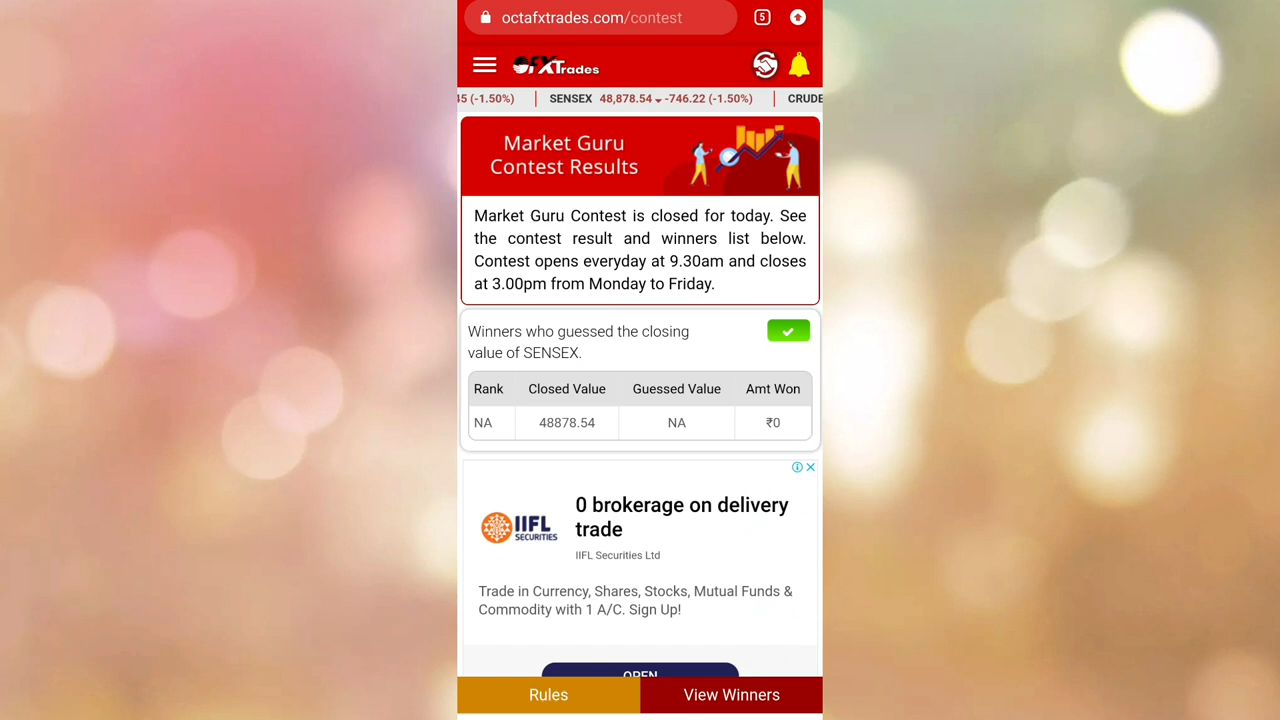 octafxtrades.com/contest
5
OFXTrades
45 (-1.50%) SENSEX 48,878.54 -746.22 (-1.50%) CRUDE
Market Guru
Contest Results
Market Guru Contest is closed for today. See
the contest result and winners list below.
Contest opens everyday at 9.30am and closes
at 3.00pm from Monday to Friday.
Winners who guessed the closing
value of SENSEX.
Rank Closed Value Guessed Value Amt Won
NA 48878.54 NA ₹0
0 brokerage on delivery
trade
IIFL
SECURITIES
IIFL Securities Ltd
Trade in Currency, Shares, Stocks, Mutual Funds &
Commodity with 1 A/C. Sign Up!
OPEN
Rules View Winners